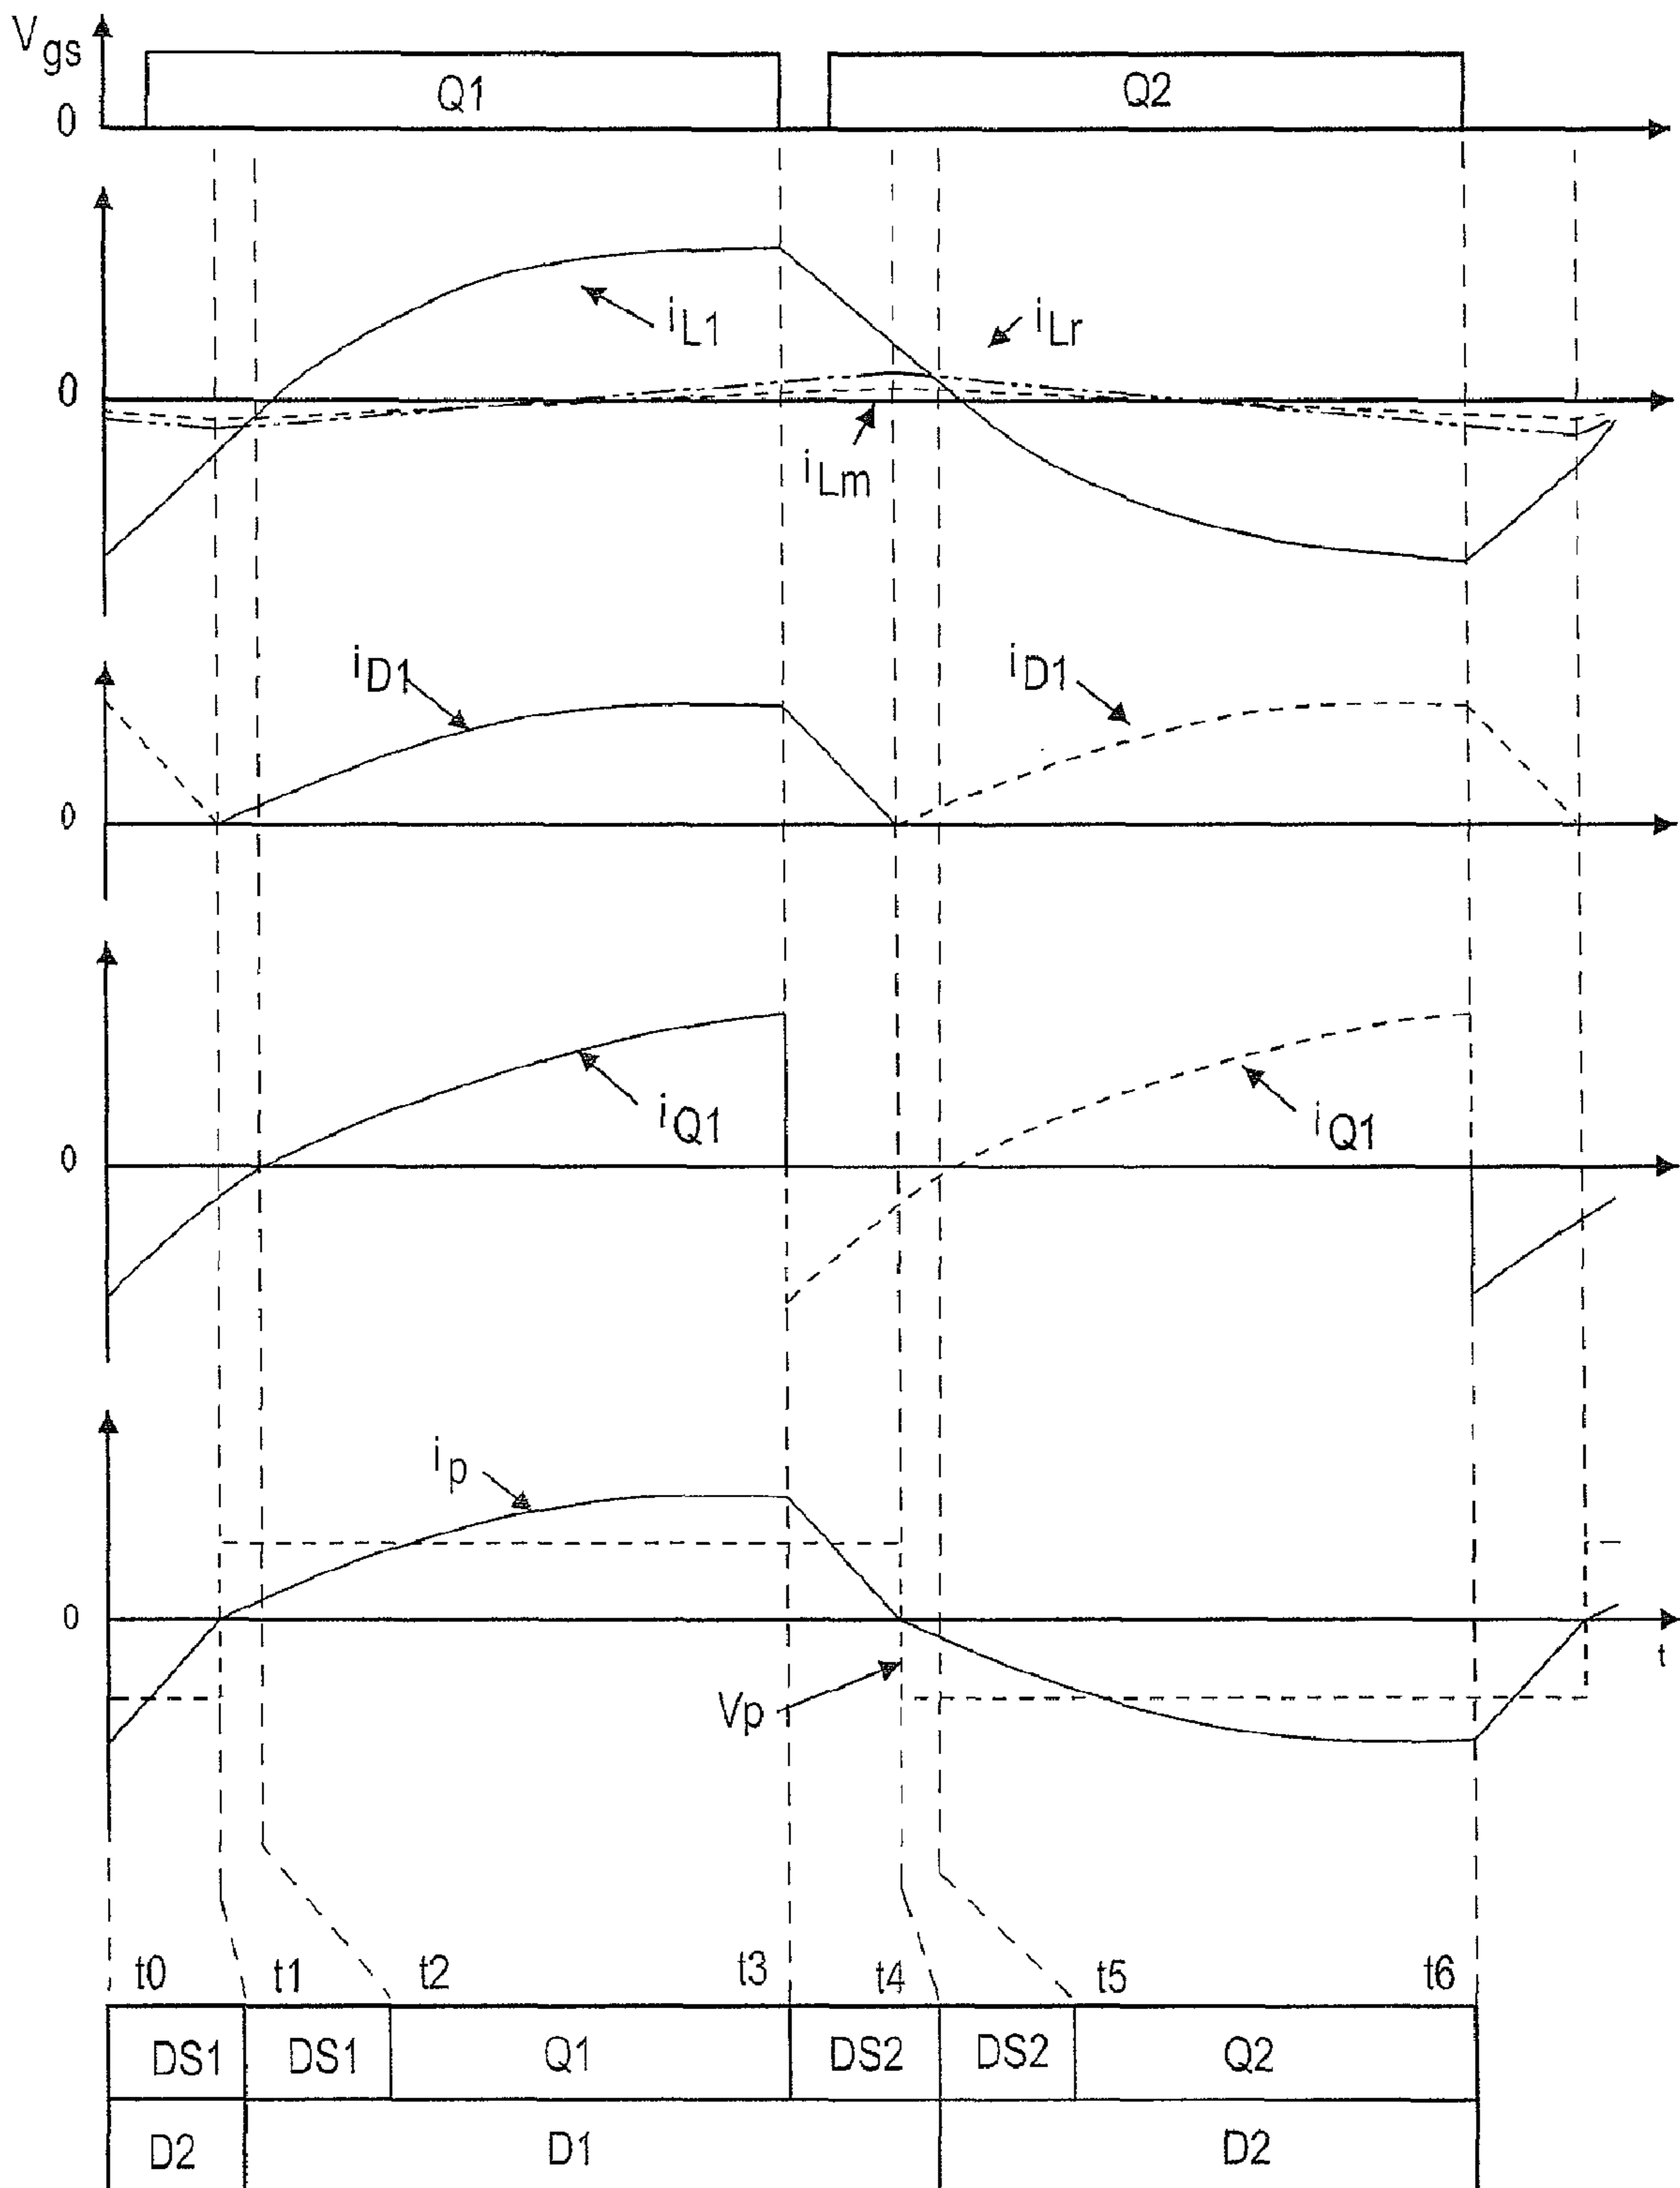 Vgs
0
Q1
Q2
iL1
iLr
0
iLm
iD1
iD1
0
iQ1
iQ1
0
ip
0
t
Vp
t0 t1 t2 t3 t4 t5 t6
DS1 DS1 Q1 DS2 DS2 Q2
D2 D1 D2